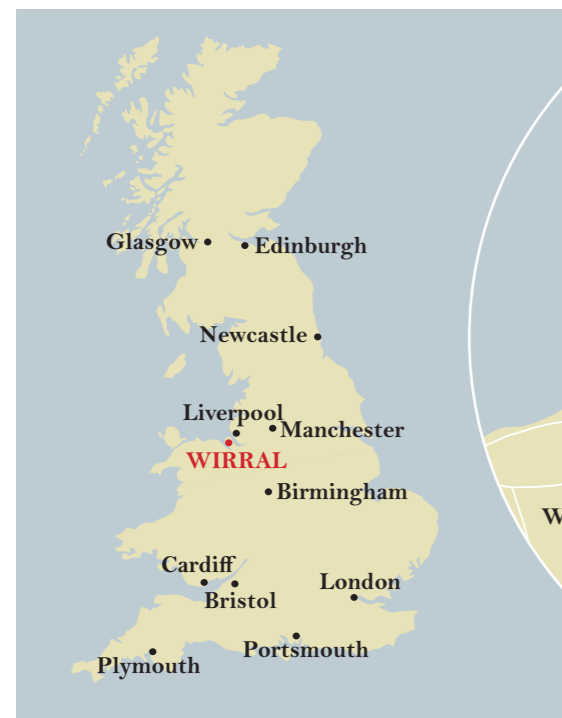 Glasgow
Edinburgh
Newcastle
Liverpool
Manchester
WIRRAL
Birmingham
Cardiff
London
Bristol
Portsmouth
Plymouth
W